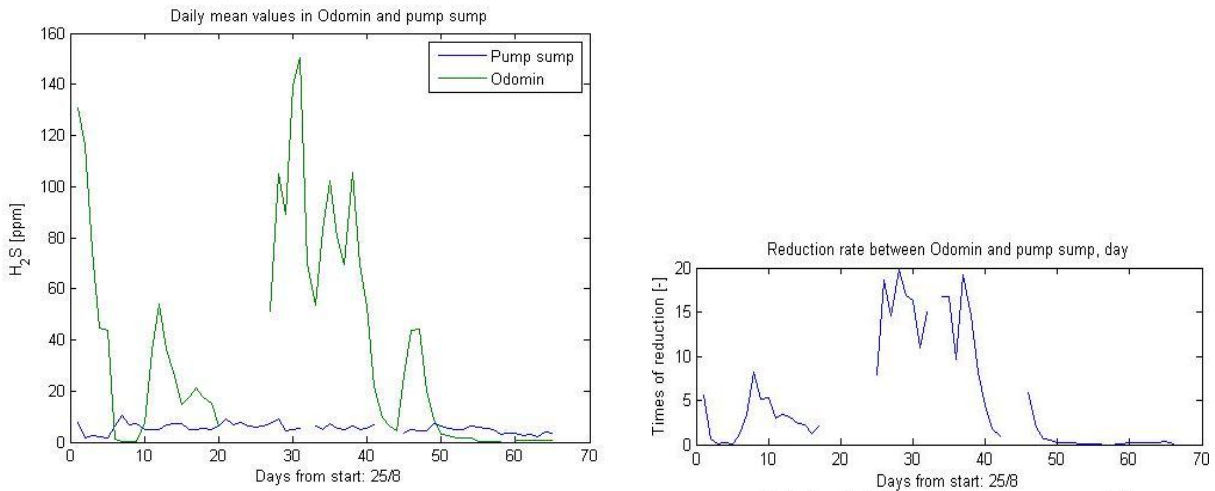 Daily mean values in Odomin and pump sump
160
140
120
100
80
60
40
20
0
H2S [ppm]
Pump sump
Odomin
0 10 20 30 40 50 60 70
Days from start: 25/8
Reduction rate between Odomin and pump sump, day
20
15
10
5
0
Times of reduction [-]
0 10 20 30 40 50 60 70
Days from start: 25/8